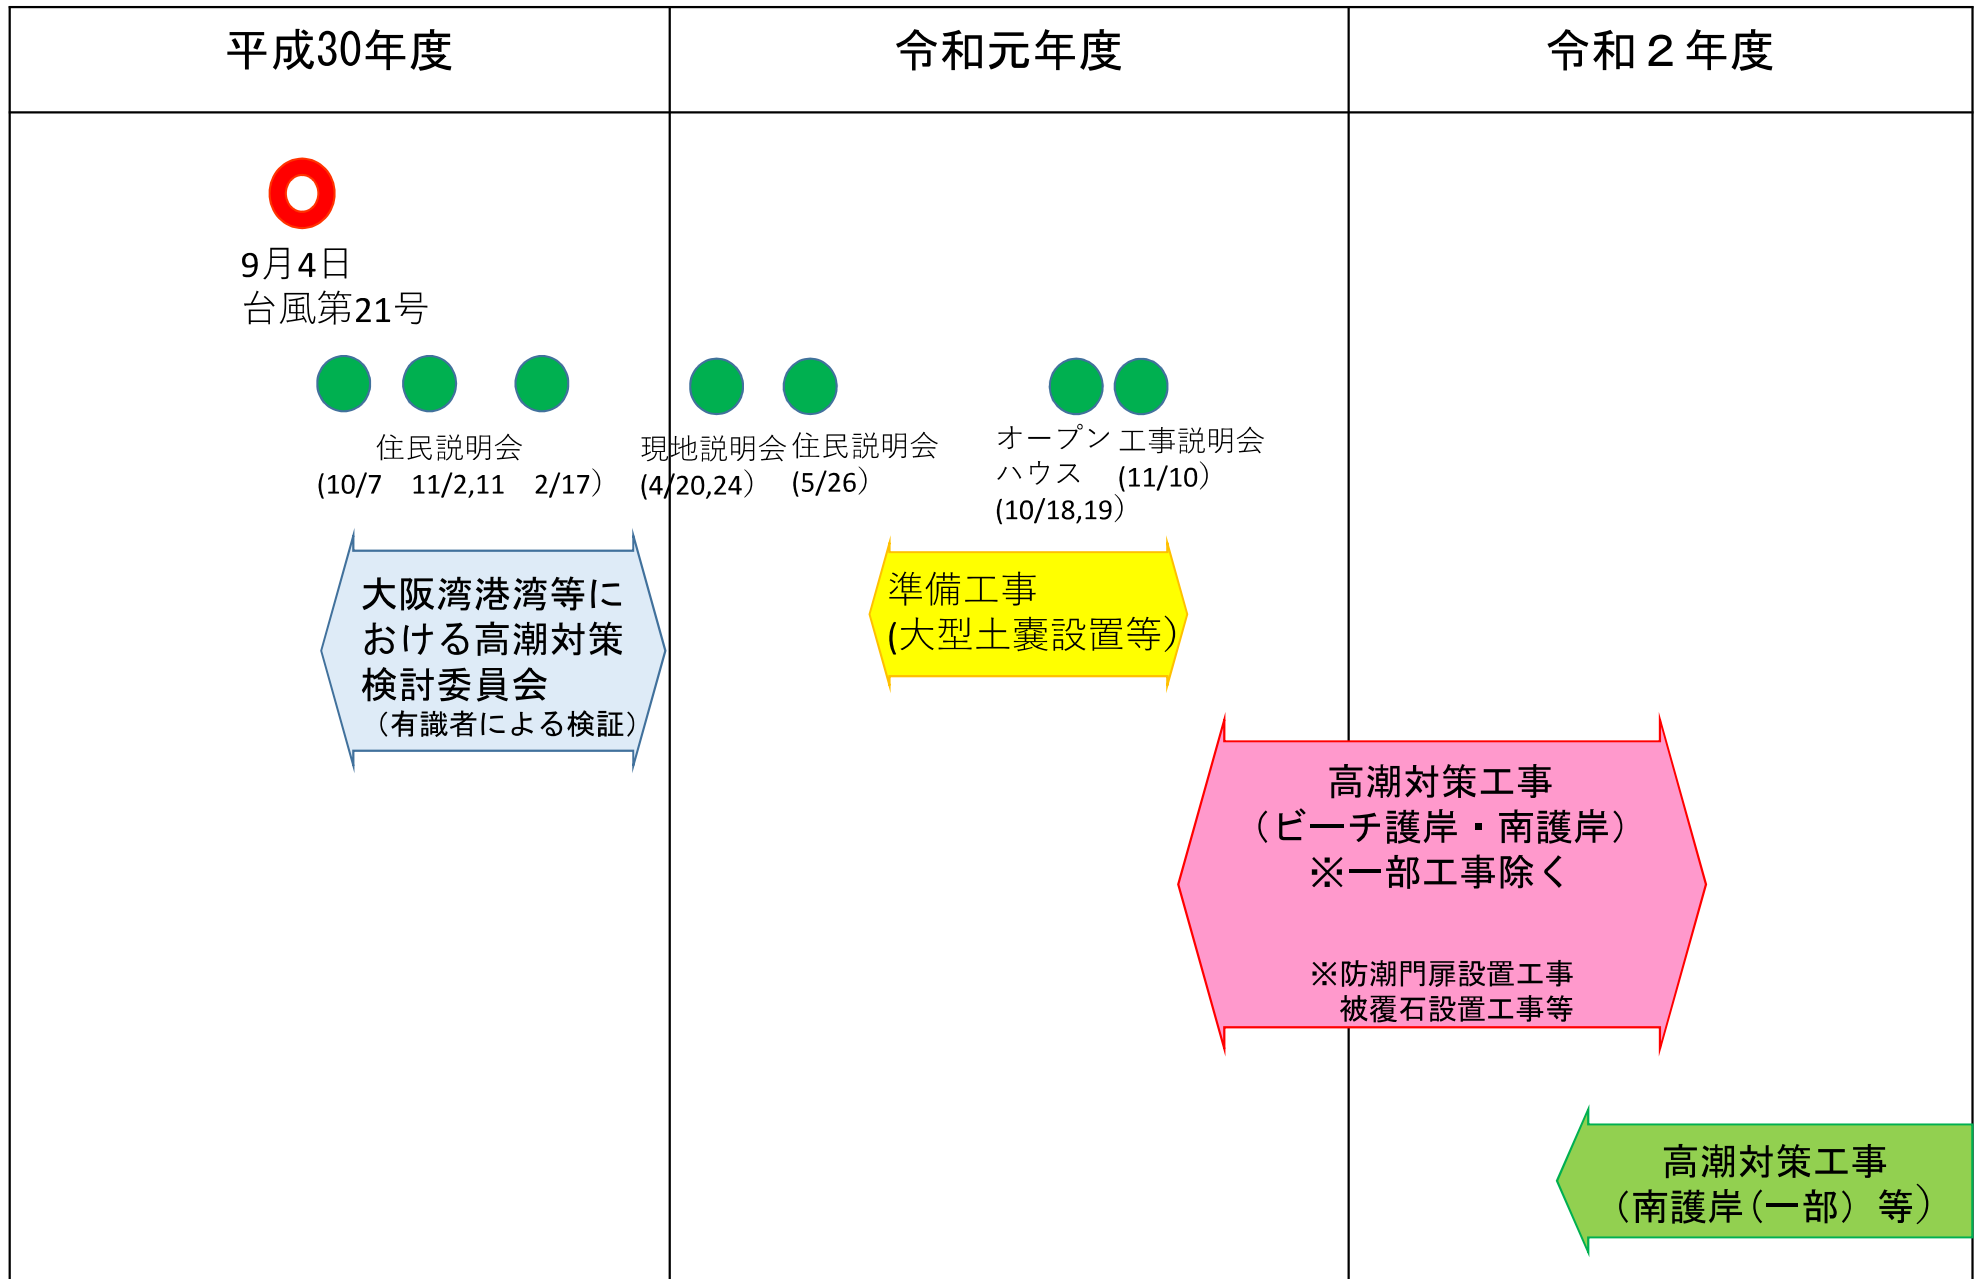 平成30年度
令和元年度
令和２年度
9月4日
台風第21号
住民説明会
(10/7　11/2,11　2/17）
現地説明会
(4/20,24）
住民説明会
(5/26）
オープン
ハウス
(10/18,19）
工事説明会
(11/10）
大阪湾港湾等に
おける高潮対策
検討委員会
（有識者による検証）
準備工事
(大型土嚢設置等）
高潮対策工事
（ビーチ護岸・南護岸）
※一部工事除く
※防潮門扉設置工事
被覆石設置工事等
高潮対策工事
（南護岸(一部） 等）